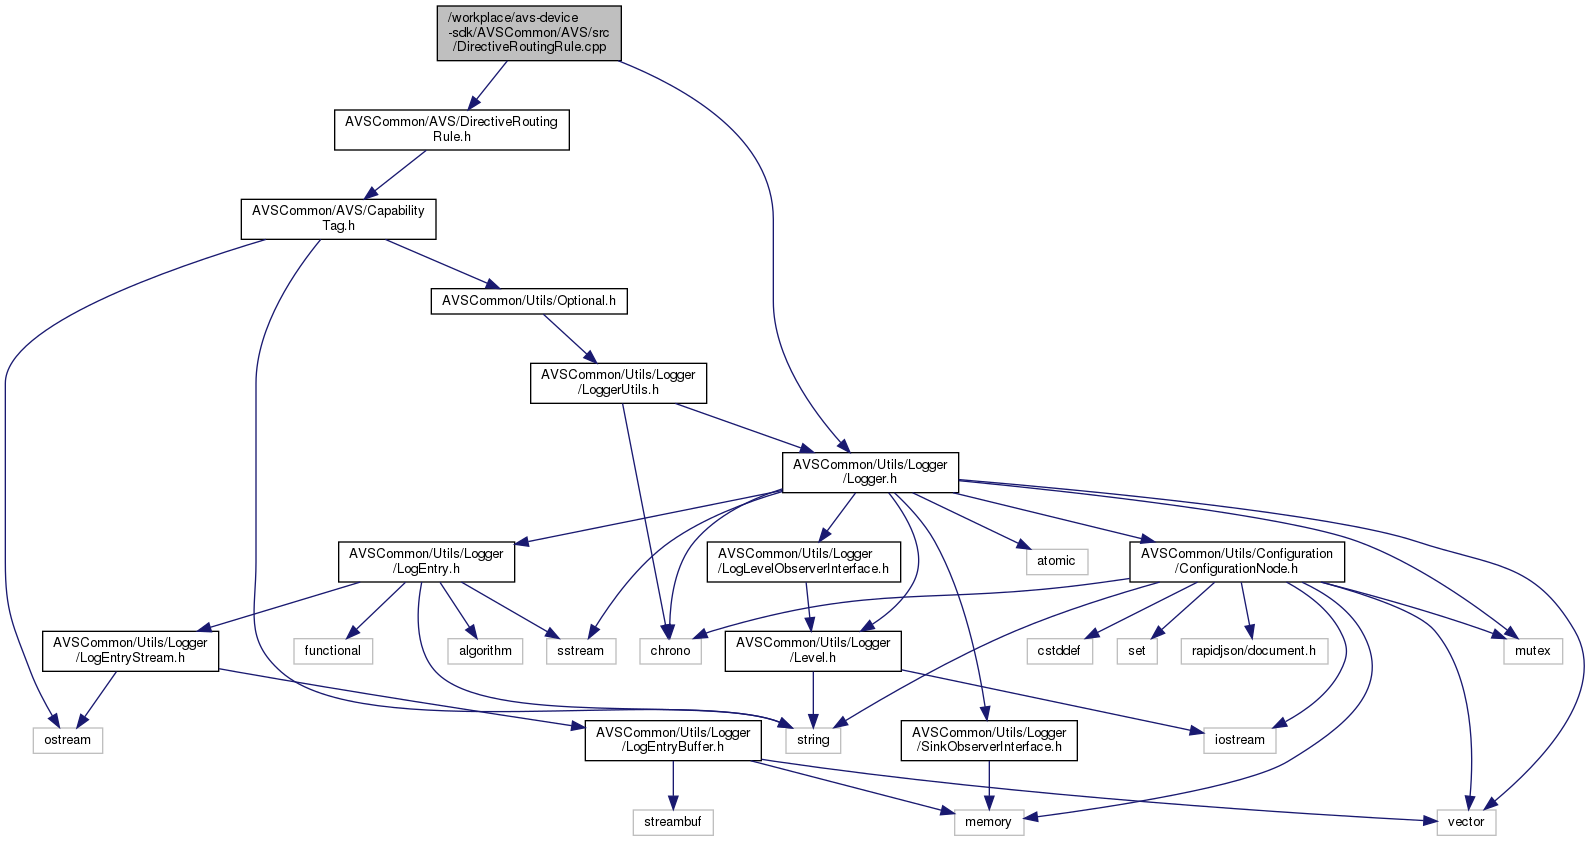 /workplace/avs-device
-sdk/AVSCommon/AVS/src
/DirectiveRoutingRule.cpp
AVSCommon/AVS/DirectiveRouting
Rule.h
AVSCommon/AVS/Capability
Tag.h
AVSCommon/Utils/Optional.h
AVSCommon/Utils/Logger
/LoggerUtils.h
AVSCommon/Utils/Logger
/Logger.h
AVSCommon/Utils/Logger
/LogEntry.h
AVSCommon/Utils/Logger
/LogLevelObserverInterface.h
atomic
AVSCommon/Utils/Configuration
/ConfigurationNode.h
AVSCommon/Utils/Logger
/LogEntryStream.h
functional
algorithm
sstream
chrono
AVSCommon/Utils/Logger
/Level.h
cstddef
set
rapidjson/document.h
mutex
ostream
AVSCommon/Utils/Logger
/LogEntryBuffer.h
string
AVSCommon/Utils/Logger
/SinkObserverInterface.h
iostream
streambuf
memory
vector